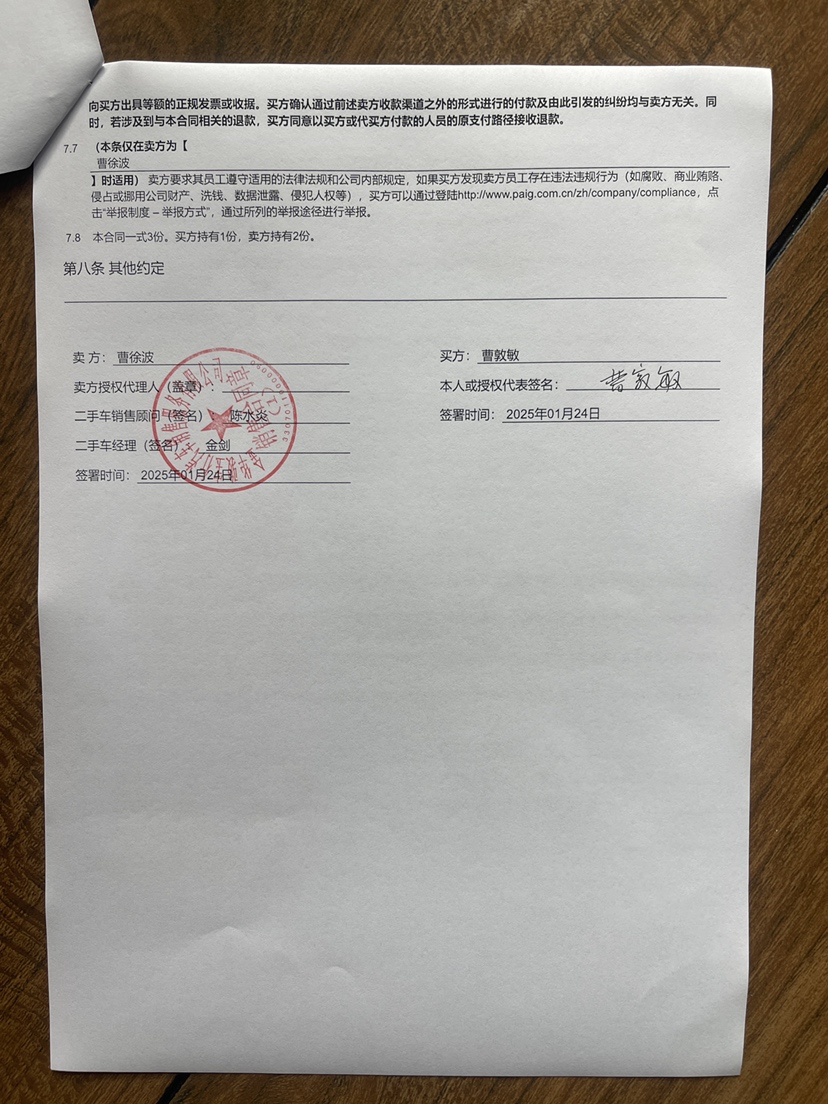 向买方出具等额的正规发票或收据。买方确认通过前述卖方收款渠道之外的形式进行的付款及由此引发的纠纷均与卖方无关。同
时，若涉及到与本合同相关的退款，买方同意以买方或代买方付款的人员的原支付路径接收退款。
7.7 （本条仅在卖方为【
曹徐波
】时适用）卖方要求其员工遵守适用的法律法规和公司内部规定，如果买方发现卖方员工存在违法违规行为（如腐败、商业贿赂、
侵占或挪用公司财产、洗钱、数据泄露、侵犯人权等），买方可以通过登陆http://www.paig.com.cn/zh/company/compliance，点
击“举报制度 – 举报方式”，通过所列的举报途径进行举报。
7.8 本合同一式3份。买方持有1份，卖方持有2份。
第八条 其他约定
卖 方： 曹徐波
卖方授权代理人（盖章）：
二手车销售顾问（签名） 陈水炎
二手车经理（签名） 金剑
签署时间： 2025年01月24日
买方： 曹敦敏
本人或授权代表签名：
签署时间： 2025年01月24日